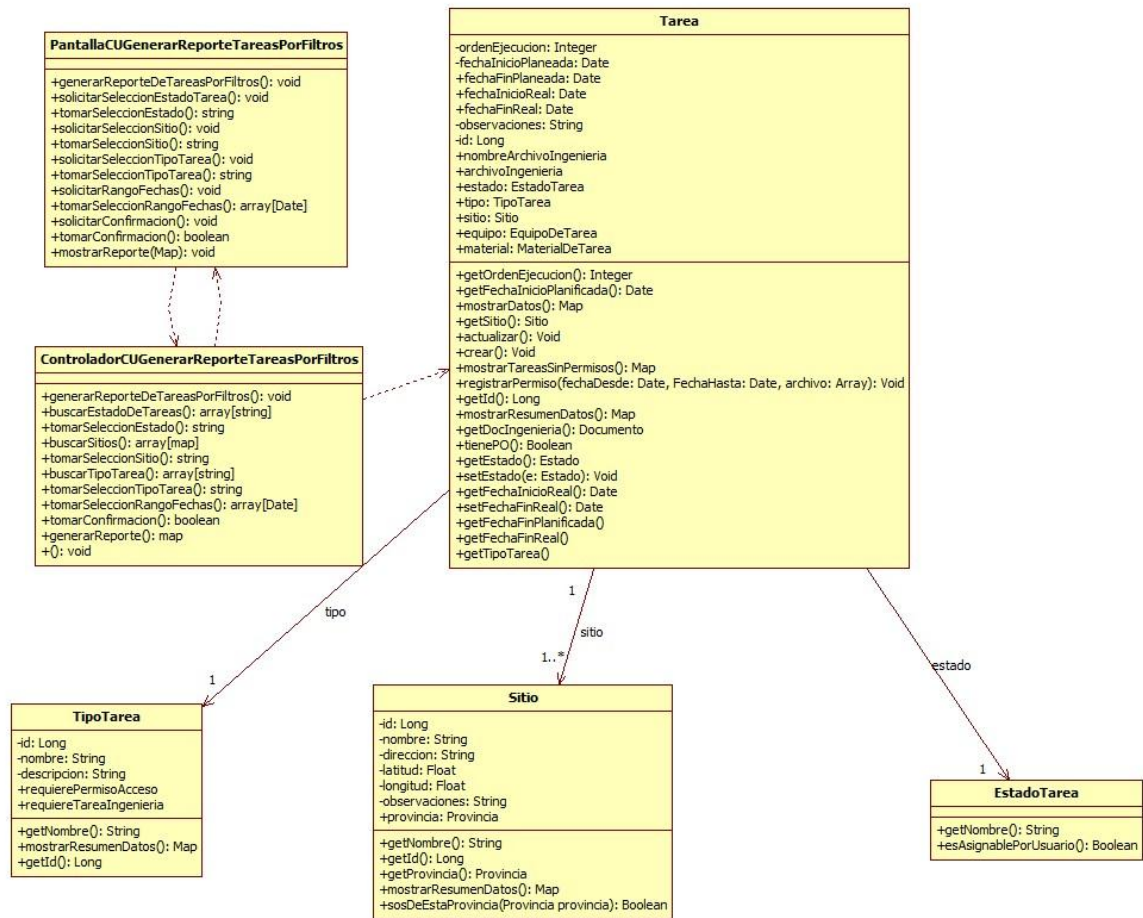 PantallaCUGenerarReporteTareasPorFiltros
+generarReporteDeTareasPorFiltros(): void
+solicitarSeleccionEstadoTarea(): void
+tomarSeleccionEstado(): string
+solicitarSeleccionSitio(): void
+tomarSeleccionSitio(): string
+solicitarSeleccionTipoTarea(): void
+tomarSeleccionTipoTarea(): string
+solicitarRangoFechas(): void
+tomarSeleccionRangoFechas(): array[Date]
+solicitarConfirmacion(): void
+tomarConfirmacion(): boolean
+mostrarReporte(Map): void
ControladorCUGenerarReporteTareasPorFiltros
+generarReporteDeTareasPorFiltros(): void
+buscarEstadoDeTareas(): array[string]
+tomarSeleccionEstado(): string
+buscarSitios(): array[map]
+tomarSeleccionSitio(): string
+buscarTipoTarea(): array[string]
+tomarSeleccionTipoTarea(): string
+tomarSeleccionRangoFechas(): array[Date]
+tomarConfirmacion(): boolean
+generarReporte(): map
+(): void
Tarea
-ordenEjecucion: Integer
-fechaInicioPlaneada: Date
+fechaFinPlaneada: Date
+fechaInicioReal: Date
+fechaFinReal: Date
-observaciones: String
-id: Long
+nombreArchivoIngenieria
+archivoIngenieria
+estado: EstadoTarea
+tipo: TipoTarea
+sitio: Sitio
+equipo: EquipoDeTarea
+material: MaterialDeTarea
+getOrdenEjecucion(): Integer
+getFechaInicioPlanificada(): Date
+mostrarDatos(): Map
+getSitio(): Sitio
+actualizar(): Void
+crear(): Void
+mostrarTareasSinPermisos(): Map
+registrarPermiso(fechaDesde: Date, FechaHasta: Date, archivo: Array): Void
+getId(): Long
+mostrarResumenDatos(): Map
+getDocIngenieria(): Documento
+tienePO(): Boolean
+getEstado(): Estado
+setEstado(e: Estado): Void
+getFechaInicioReal(): Date
+setFechaFinReal(): Date
+getFechaFinPlanificada()
+getFechaFinReal()
+getTipoTarea()
tipo
1
1
sitio
1..*
estado
1
TipoTarea
-id: Long
-nombre: String
-descripcion: String
+requierePermisoAcceso
+requiereTareaIngenieria
+getNombre(): String
+mostrarResumenDatos(): Map
+getId(): Long
Sitio
-id: Long
-nombre: String
-direccion: String
-latitud: Float
-longitud: Float
-observaciones: String
+provincia: Provincia
+getNombre(): String
+getId(): Long
+getProvincia(): Provincia
+mostrarResumenDatos(): Map
+sosDeEstaProvincia(Provincia provincia): Boolean
EstadoTarea
+getNombre(): String
+esAsignablePorUsuario(): Boolean